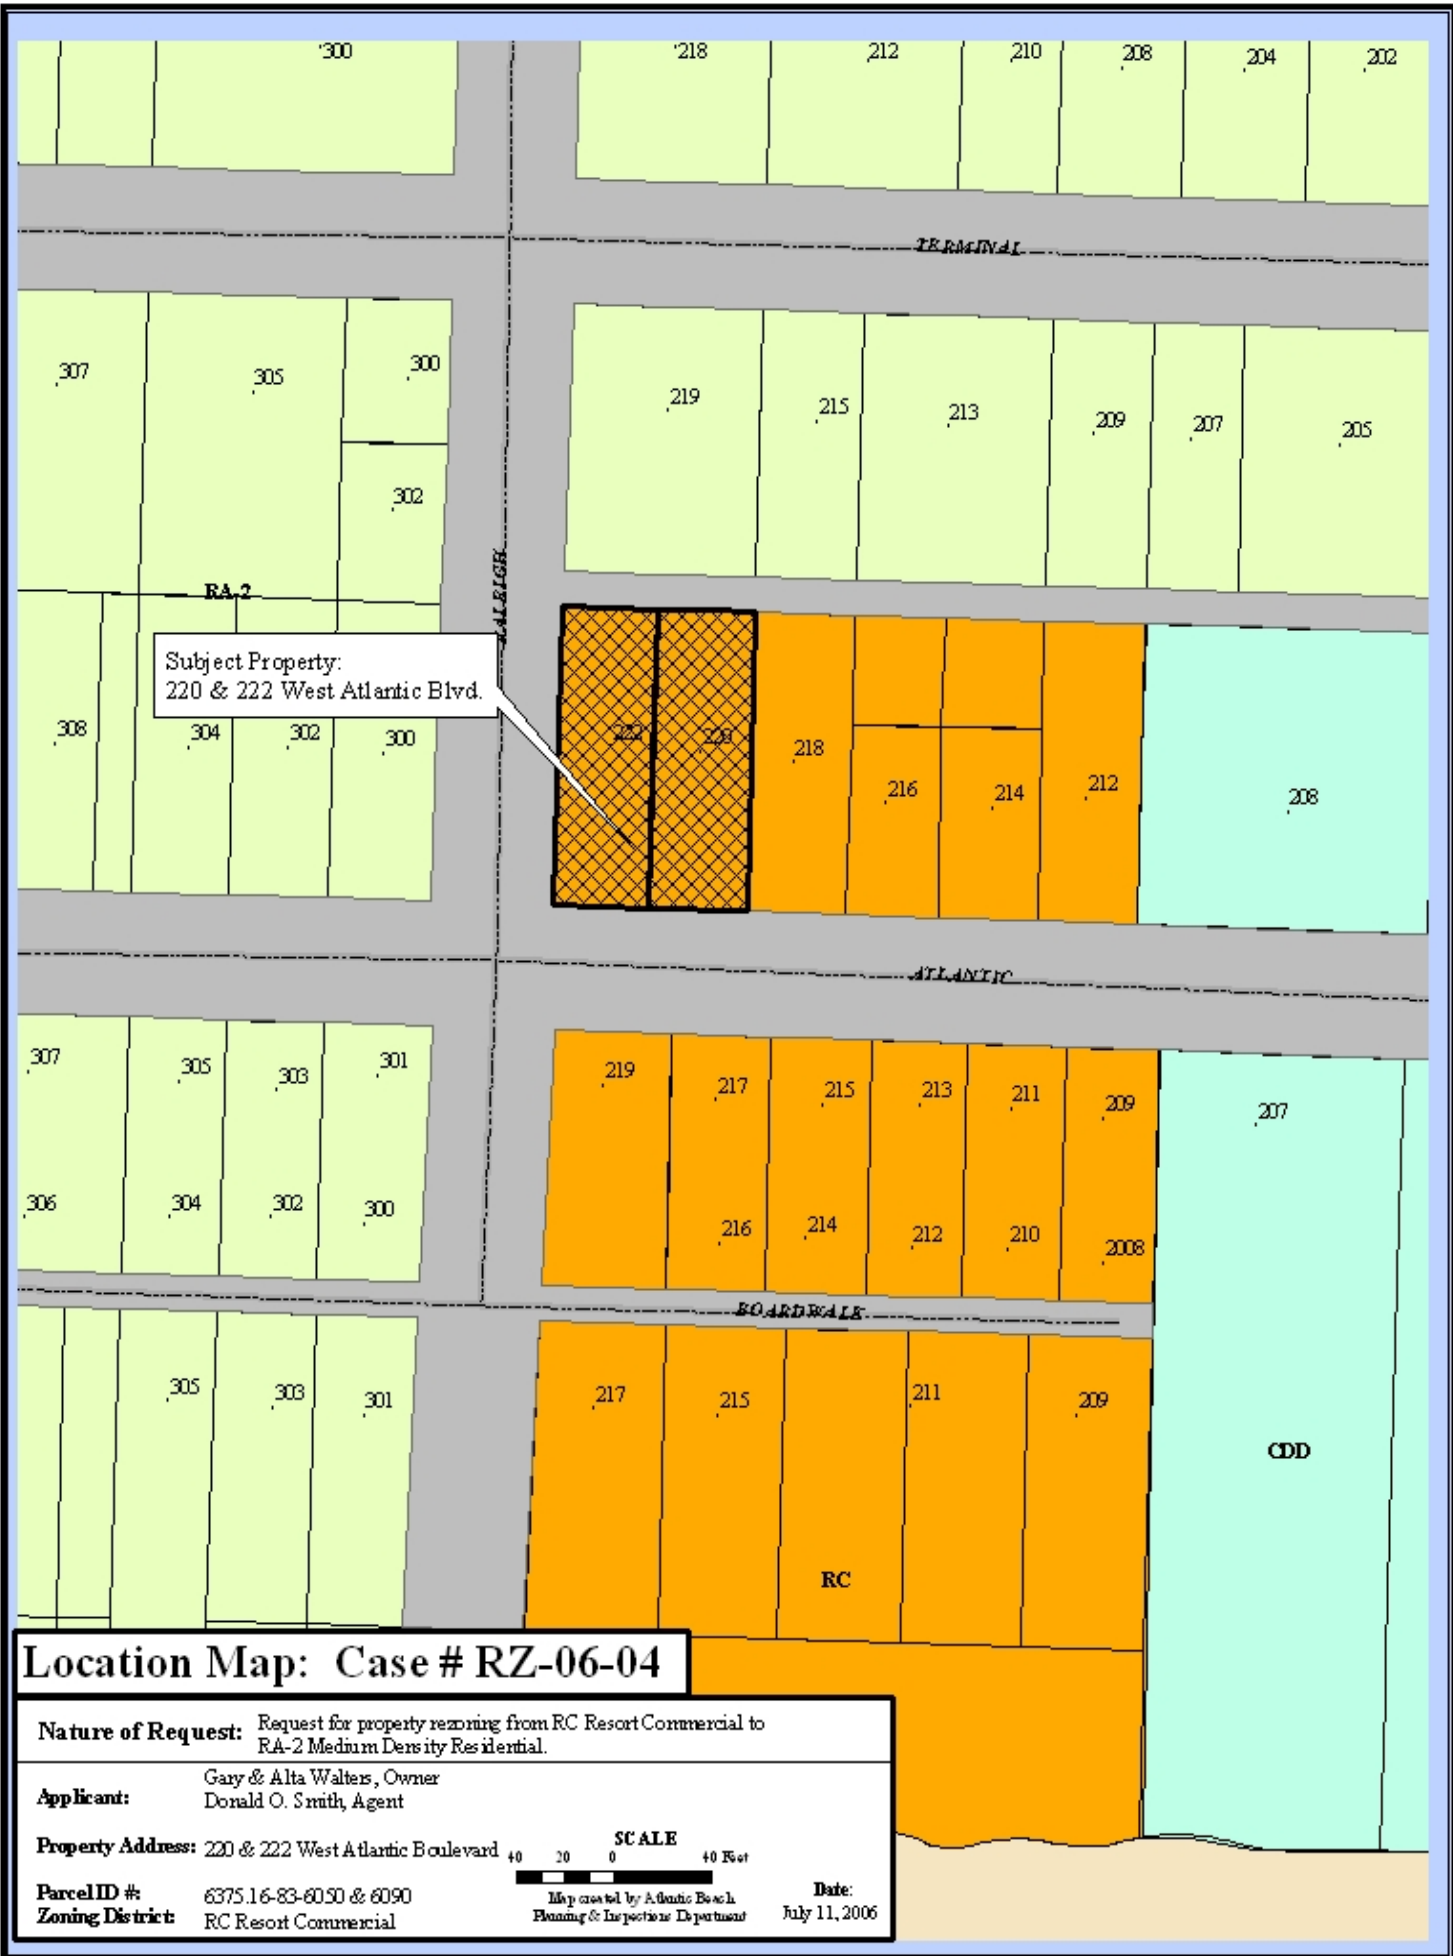 300 218 212 210 208 204 202
TERMINAL
307 305 300 219 215 213 209 207 205
302
RALEIGH
RA-2
Subject Property:
220 & 222 West Atlantic Blvd.
308 304 302 300 222 220 218 216 214 212 208
ATLANTIC
307 305 303 301 219 217 215 213 211 209 207
306 304 302 300 216 214 212 210 2008
BOARDWALK
305 303 301 217 215 211 209
CDD
RC
Location Map: Case # RZ-06-04
Nature of Request: Request for property rezoning from RC Resort Commercial to
RA-2 Medium Density Residential.
Applicant: Gary & Alta Walters, Owner
Donald O. Smith, Agent
Property Address: 220 & 222 West Atlantic Boulevard
Parcel ID #: 6375.16-83-6050 & 6090
Zoning District: RC Resort Commercial
SCALE
40 20 0 40 Feet
Map created by Atlantic Beach
Planning & Inspections Department
Date:
July 11, 2006